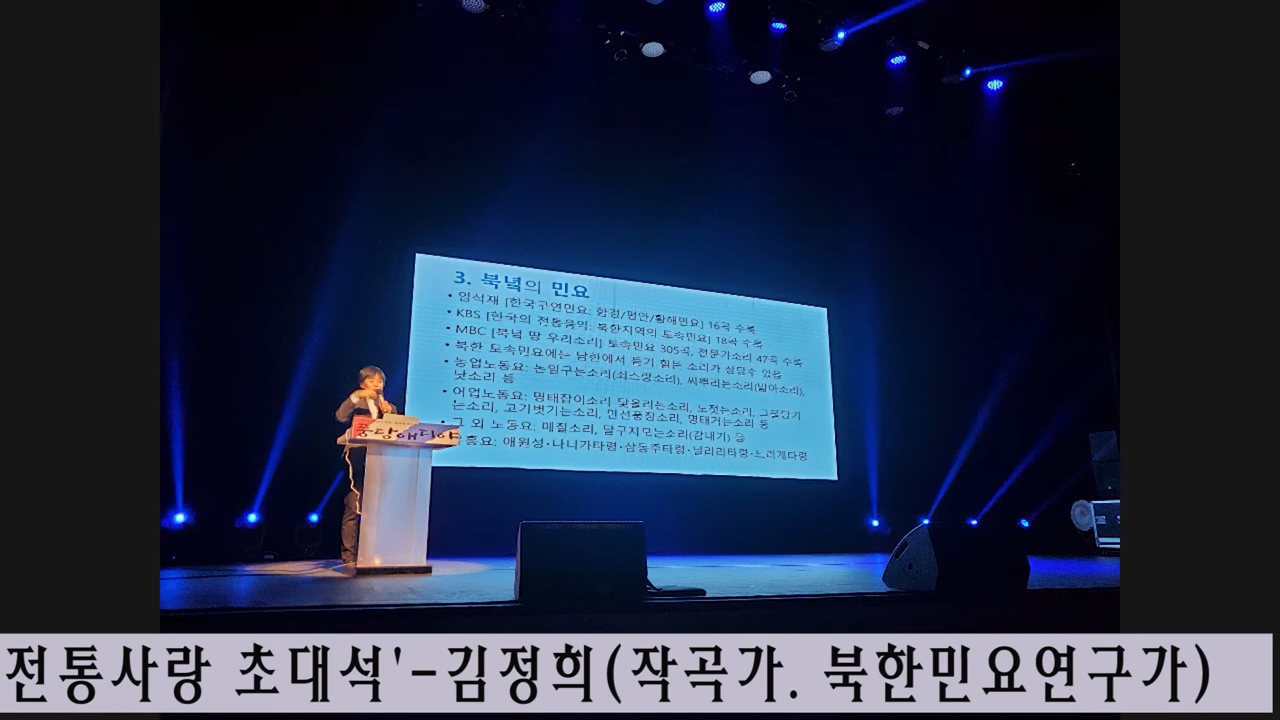 3. 북녘의 민요
• 임석재 [한국구연민요: 함경/평안/황해민요] 16곡 수록
• KBS [한국의 전통음악: 북한지역의 토속민요] 18곡 수록
• MBC [북녘 땅 우리소리] 토속민요 305곡, 전문가소리 47곡 수록
• 북한 토속민요에는 남한에서 듣기 힘든 소리가 상당수 있음
• 농업노동요: 논일구는소리(쇠스랑소리), 씨뿌리는소리(밟아소리),
낫소리 등
• 어업노동요: 명태잡이소리 닻올리는소리, 노젓는소리, 그물당기
는소리, 고기벗기는소리, 만선풍장소리, 명태거는소리 등
그 외 노동요: 매질소리, 달구지모는소리(감내기) 등
흥요: 애원성·나니가타령·삼동주타령·닐리리타령·느리개타령
풍당애디아
전통사랑 초대석'-김정희(작곡가. 북한민요연구가)